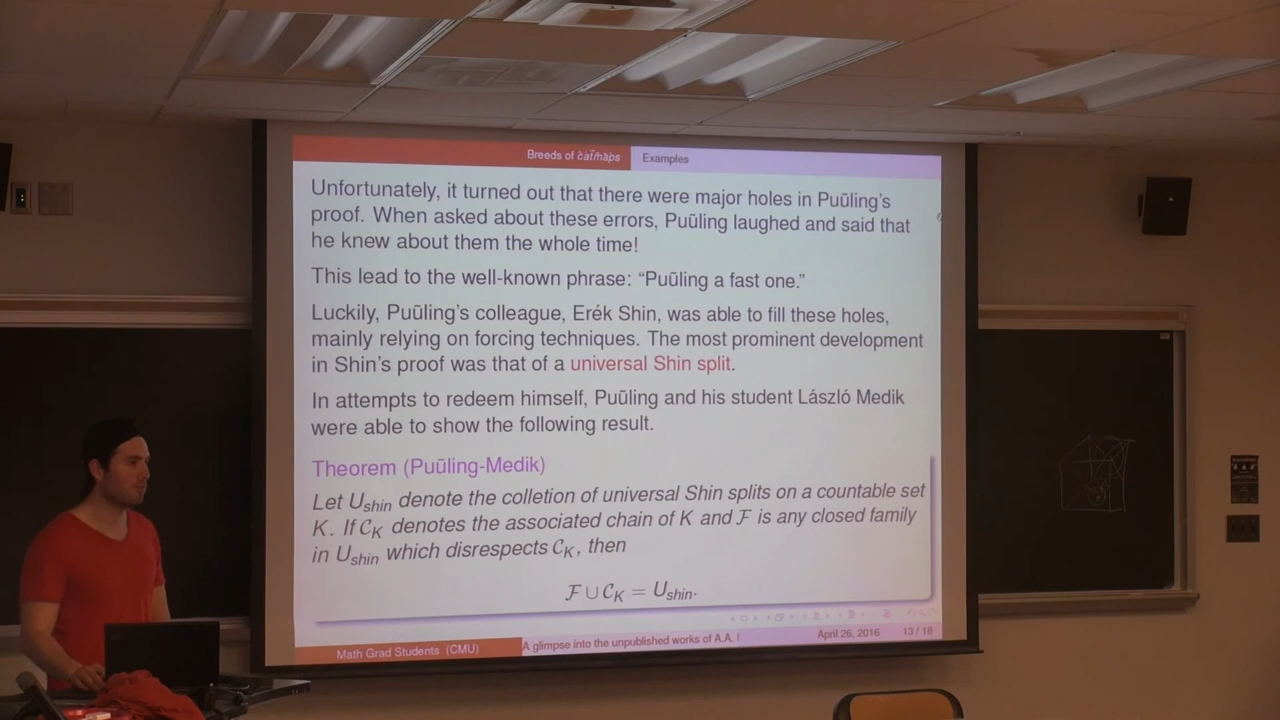 Breeds of c̄ät̄m̄äp̄s Examples
Unfortunately, it turned out that there were major holes in Puūling's
proof. When asked about these errors, Puūling laughed and said that
he knew about them the whole time!
This lead to the well-known phrase: “Puūling a fast one.”
Luckily, Puūling's colleague, Erék Shin, was able to fill these holes,
mainly relying on forcing techniques. The most prominent development
in Shin's proof was that of a universal Shin split.
In attempts to redeem himself, Puūling and his student László Medik
were able to show the following result.
Theorem (Puūling-Medik)
Let U_shin denote the colletion of universal Shin splits on a countable set
K. If C_K denotes the associated chain of K and F is any closed family
in U_shin which disrespects C_K, then
F ∪ C_K = U_shin.
Math Grad Students (CMU) A glimpse into the unpublished works of A.A. I April 26, 2016 13 / 18